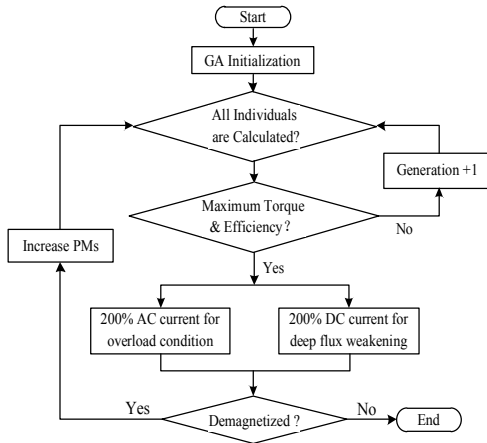 Start
GA Initialization
All Individuals
are Calculated?
Generation +1
Maximum Torque
& Efficiency ?
No
Increase PMs
Yes
200% AC current for
overload condition
200% DC current for
deep flux weakening
Yes
Demagnetized ?
No
End